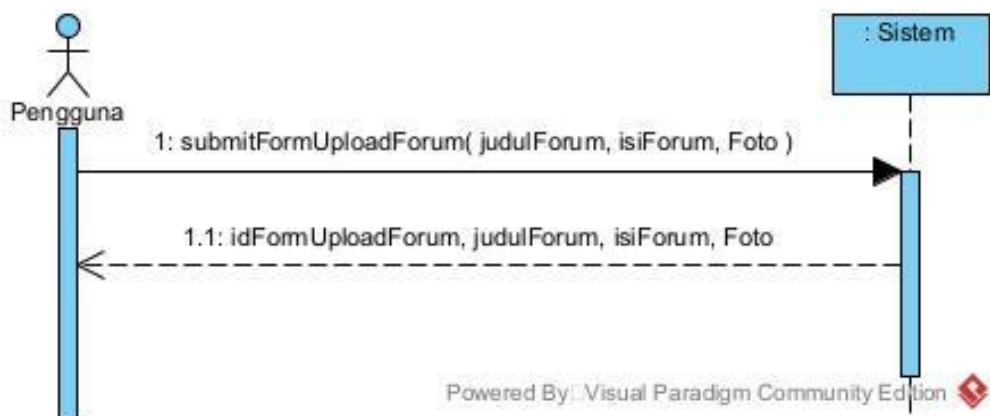 : Sistem
Pengguna
1: submitFormUploadForum( judulForum, isiForum, Foto )
1.1: idFormUploadForum, judulForum, isiForum, Foto
Powered By Visual Paradigm Community Edition